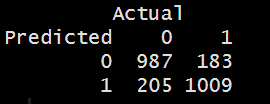 Actual
Predicted 0 1
0 987 183
1 205 1009